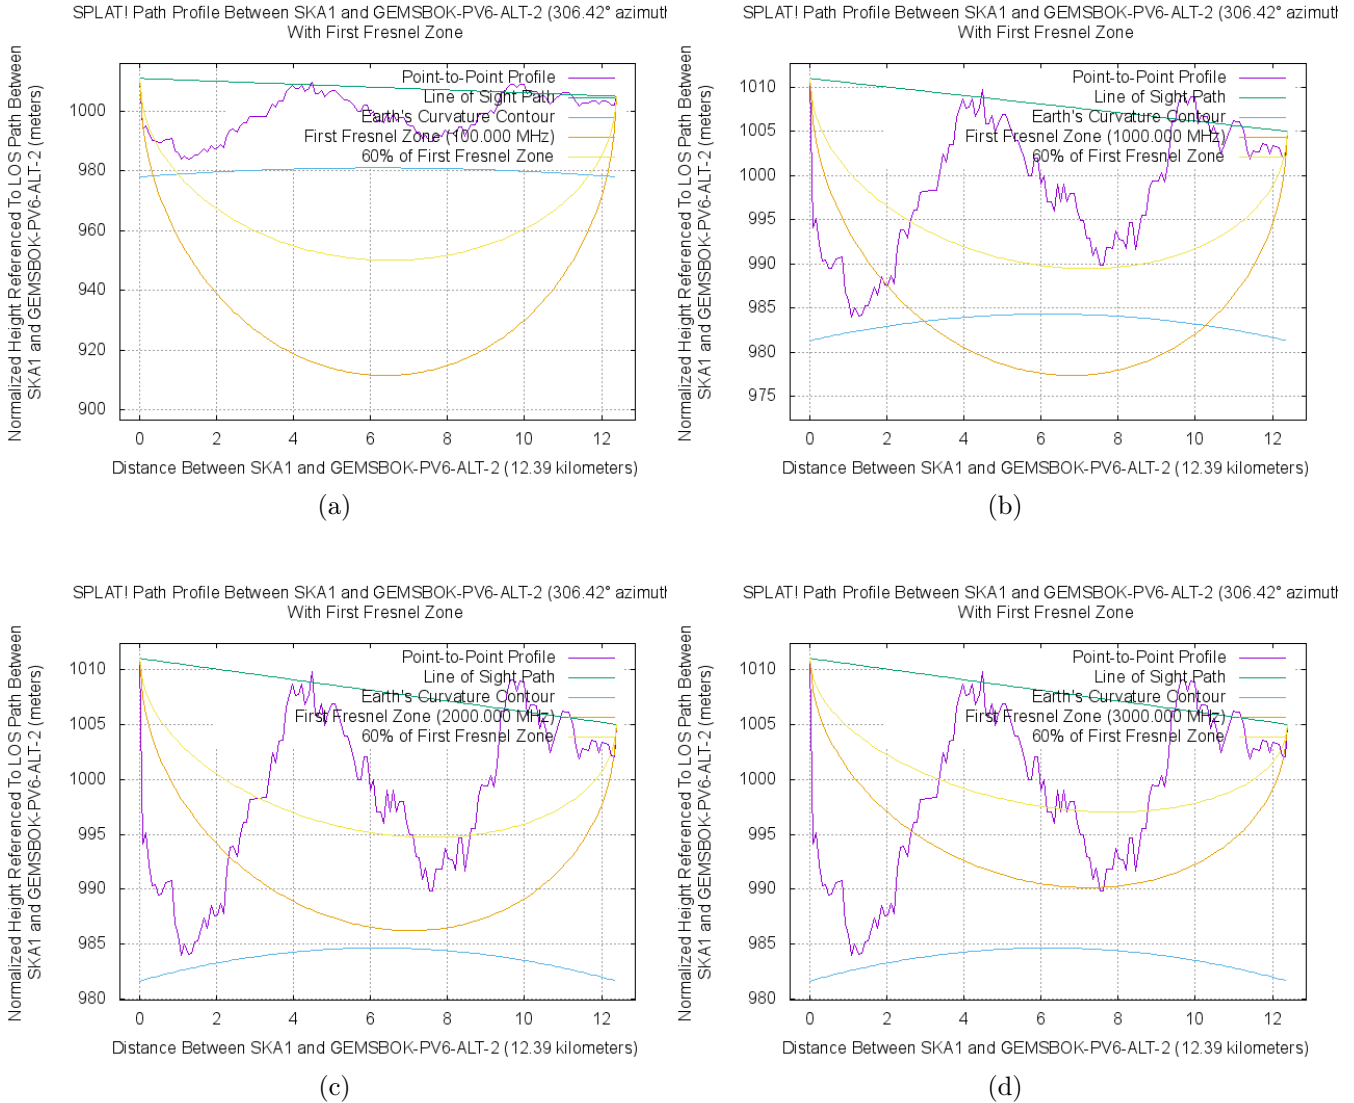 SPLAT! Path Profile Between SKA1 and GEMSBOK-PV6-ALT-2 (306.42° azimuth
With First Fresnel Zone
Normalized Height Referenced To LOS Path Between
SKA1 and GEMSBOK-PV6-ALT-2 (meters)
Point-to-Point Profile
Line of Sight Path
Earth's Curvature Contour
First Fresnel Zone (100.000 MHz)
60% of First Fresnel Zone
1000
980
960
940
920
900
0 2 4 6 8 10 12
Distance Between SKA1 and GEMSBOK-PV6-ALT-2 (12.39 kilometers)
(a)
SPLAT! Path Profile Between SKA1 and GEMSBOK-PV6-ALT-2 (306.42° azimuth
With First Fresnel Zone
Normalized Height Referenced To LOS Path Between
SKA1 and GEMSBOK-PV6-ALT-2 (meters)
Point-to-Point Profile
Line of Sight Path
Earth's Curvature Contour
First Fresnel Zone (1000.000 MHz)
60% of First Fresnel Zone
1010
1005
1000
995
990
985
980
975
0 2 4 6 8 10 12
Distance Between SKA1 and GEMSBOK-PV6-ALT-2 (12.39 kilometers)
(b)
SPLAT! Path Profile Between SKA1 and GEMSBOK-PV6-ALT-2 (306.42° azimuth
With First Fresnel Zone
Normalized Height Referenced To LOS Path Between
SKA1 and GEMSBOK-PV6-ALT-2 (meters)
Point-to-Point Profile
Line of Sight Path
Earth's Curvature Contour
First Fresnel Zone (2000.000 MHz)
60% of First Fresnel Zone
1010
1005
1000
995
990
985
980
0 2 4 6 8 10 12
Distance Between SKA1 and GEMSBOK-PV6-ALT-2 (12.39 kilometers)
(c)
SPLAT! Path Profile Between SKA1 and GEMSBOK-PV6-ALT-2 (306.42° azimuth
With First Fresnel Zone
Normalized Height Referenced To LOS Path Between
SKA1 and GEMSBOK-PV6-ALT-2 (meters)
Point-to-Point Profile
Line of Sight Path
Earth's Curvature Contour
First Fresnel Zone (3000.000 MHz)
60% of First Fresnel Zone
1010
1005
1000
995
990
985
980
0 2 4 6 8 10 12
Distance Between SKA1 and GEMSBOK-PV6-ALT-2 (12.39 kilometers)
(d)